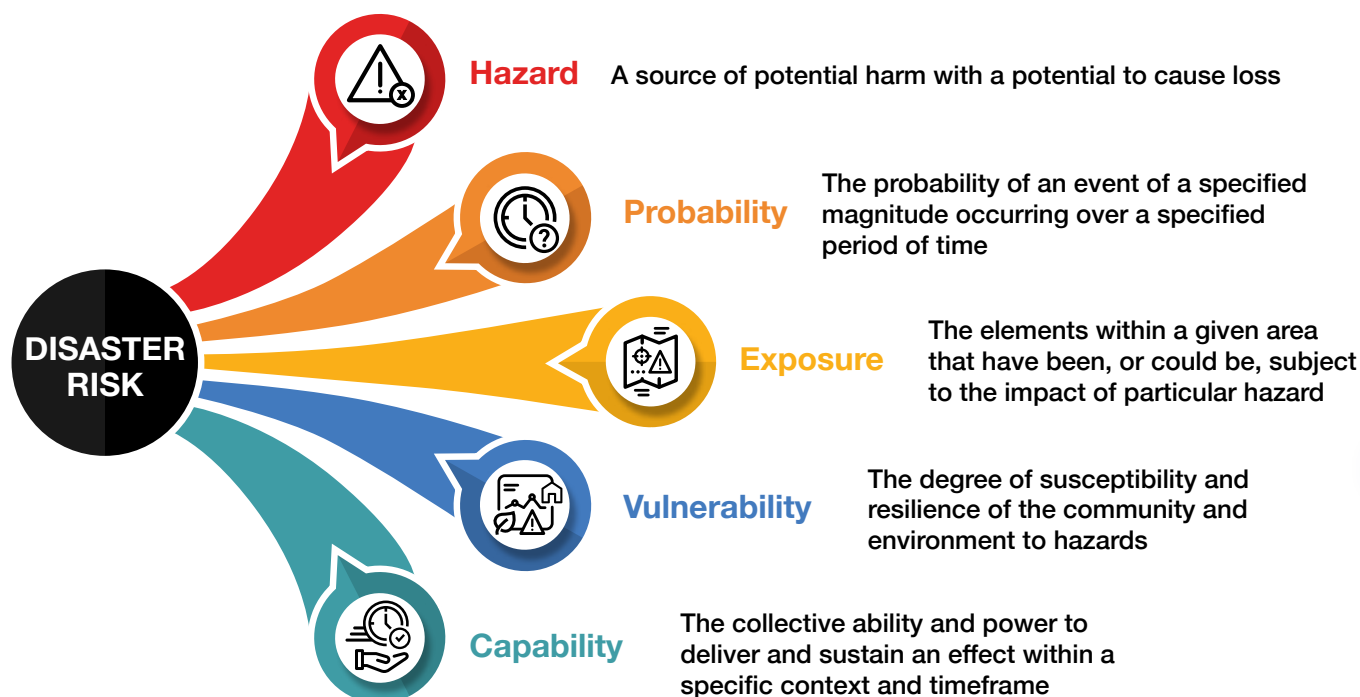 Hazard A source of potential harm with a potential to cause loss
Probability
The probability of an event of a specified
magnitude occurring over a specified
period of time
DISASTER
RISK
Exposure
The elements within a given area
that have been, or could be, subject
to the impact of particular hazard
Vulnerability
The degree of susceptibility and
resilience of the community and
environment to hazards
Capability
The collective ability and power to
deliver and sustain an effect within a
specific context and timeframe